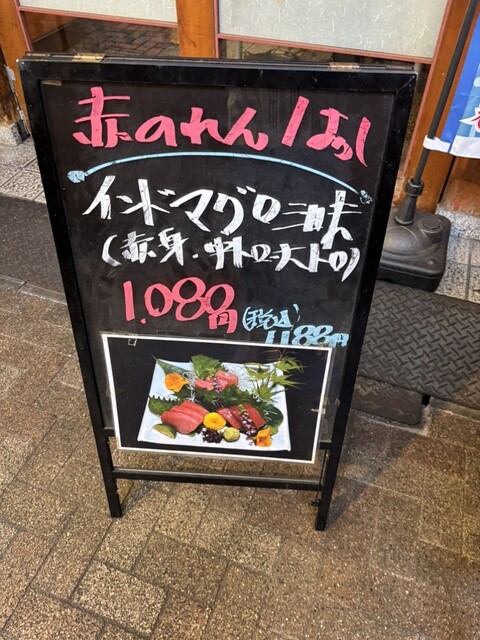 赤のれん はっし
インドマグロ三昧
(赤身・中トロ・大トロ)
1.080円
(税込)
1188円